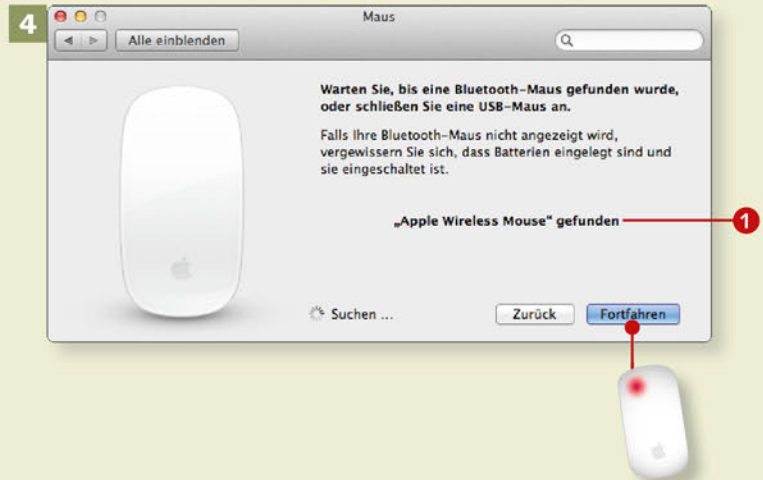 4
Maus
Alle einblenden
Warten Sie, bis eine Bluetooth-Maus gefunden wurde,
oder schließen Sie eine USB-Maus an.
Falls Ihre Bluetooth-Maus nicht angezeigt wird,
vergewissern Sie sich, dass Batterien eingelegt sind und
sie eingeschaltet ist.
„Apple Wireless Mouse“ gefunden
1
Suchen ...
Zurück
Fortfahren